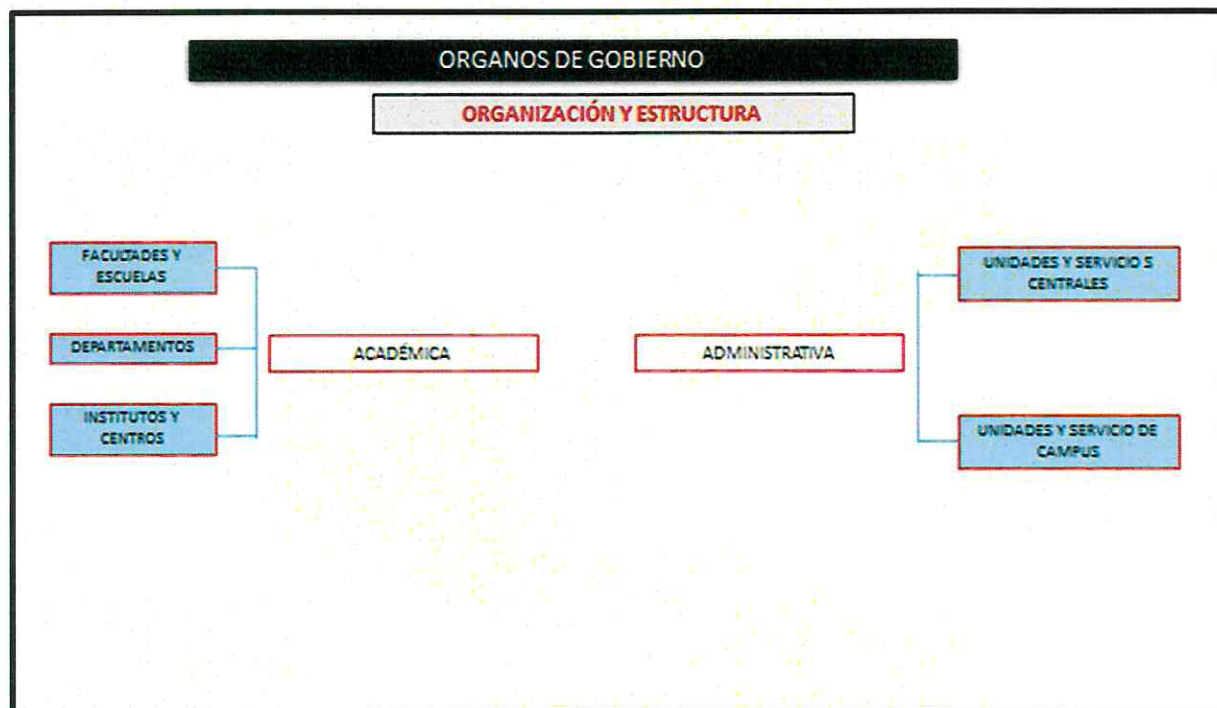 ORGANOS DE GOBIERNO
ORGANIZACIÓN Y ESTRUCTURA
FACULTADES Y
ESCUELAS
DEPARTAMENTOS
INSTITUTOS Y
CENTROS
ACADÉMICA
ADMINISTRATIVA
UNIDADES Y SERVICIO S
CENTRALES
UNIDADES Y SERVICIO DE
CAMPUS